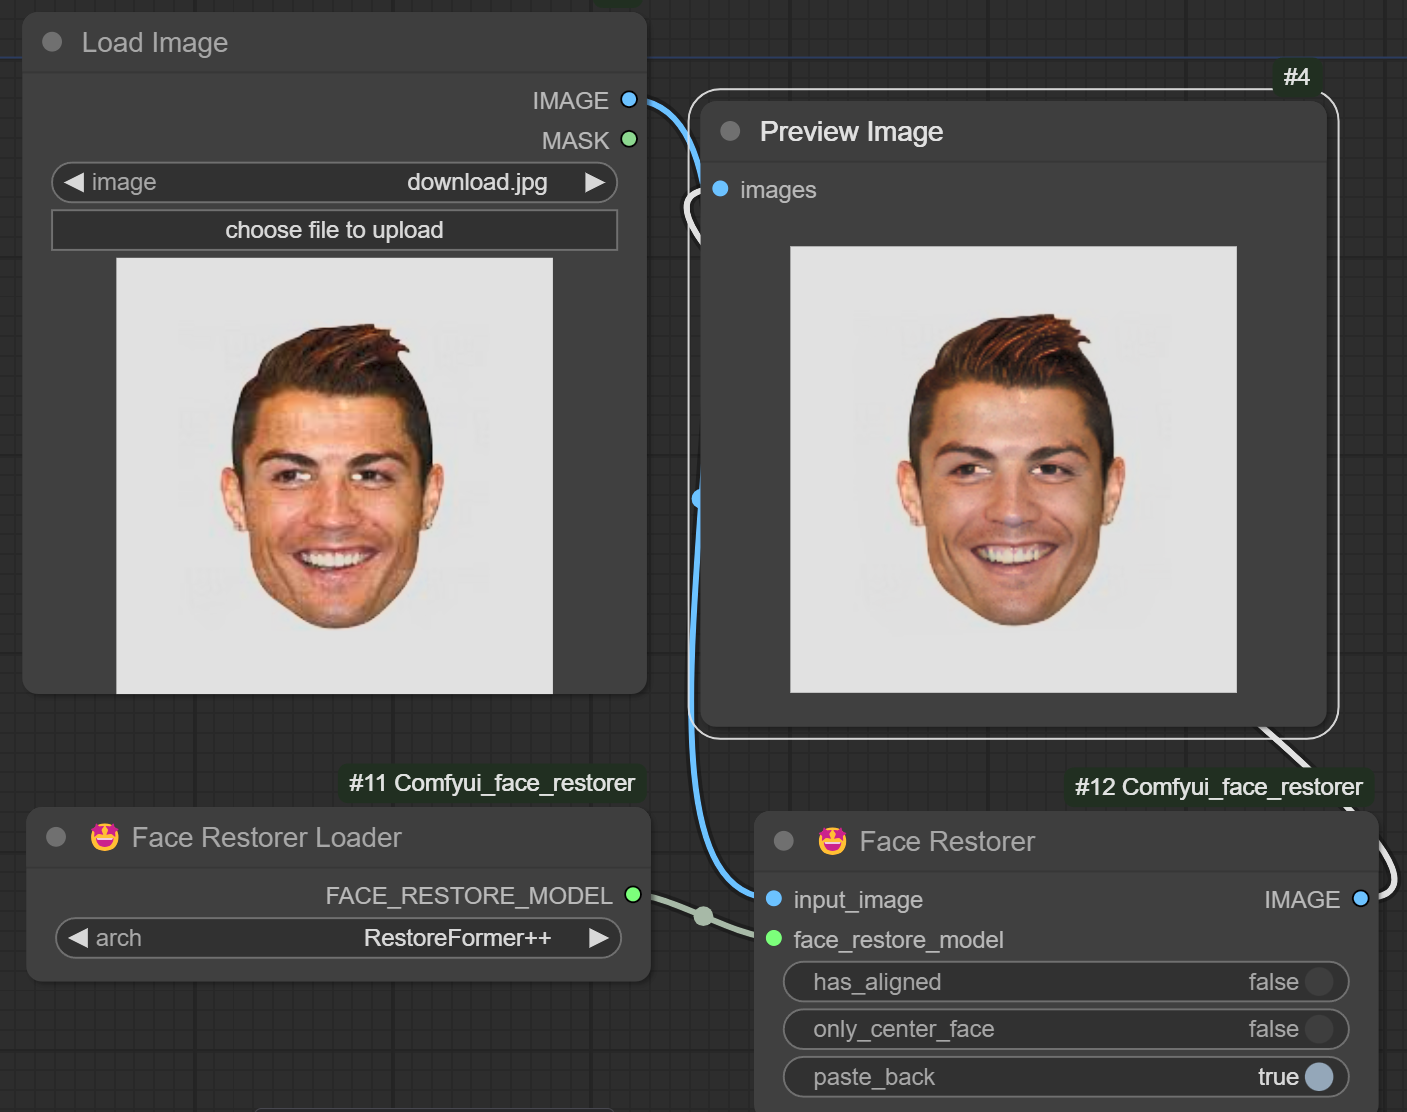 Load Image
IMAGE
MASK
image download.jpg
choose file to upload
#4
Preview Image
images
#11 Comfyui_face_restorer
Face Restorer Loader
FACE_RESTORE_MODEL
arch RestoreFormer++
#12 Comfyui_face_restorer
Face Restorer
input_image IMAGE
face_restore_model
has_aligned false
only_center_face false
paste_back true